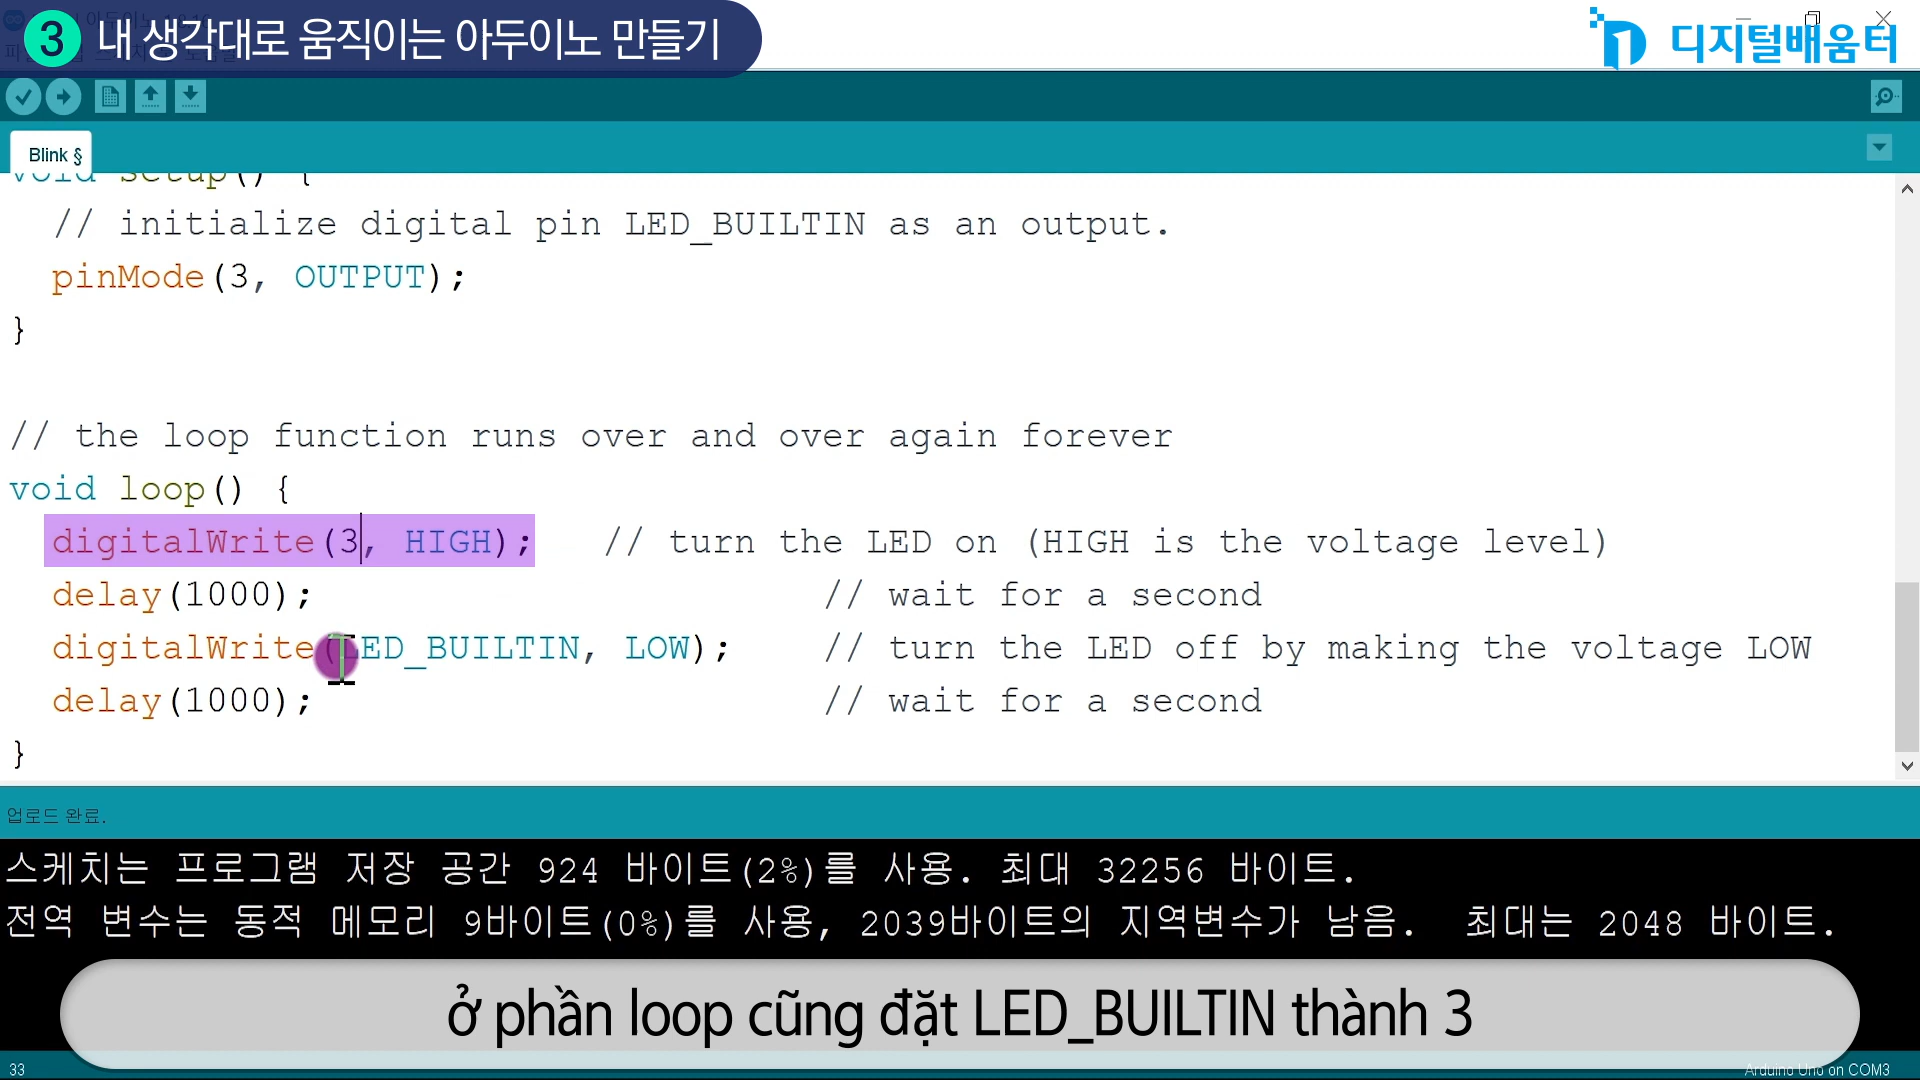 3 내 생각대로 움직이는 아두이노 만들기
디지털배움터
Blink §
void setup() {
// initialize digital pin LED_BUILTIN as an output.
pinMode(3, OUTPUT);
}
// the loop function runs over and over again forever
void loop() {
digitalWrite(3, HIGH);    // turn the LED on (HIGH is the voltage level)
delay(1000);    // wait for a second
digitalWrite(LED_BUILTIN, LOW);    // turn the LED off by making the voltage LOW
delay(1000);    // wait for a second
}
업로드 완료.
스케치는 프로그램 저장 공간 924 바이트(2%)를 사용. 최대 32256 바이트.
전역 변수는 동적 메모리 9바이트(0%)를 사용, 2039바이트의 지역변수가 남음.  최대는 2048 바이트.
ở phần loop cũng đặt LED_BUILTIN thành 3
33
Arduino Uno on COM3